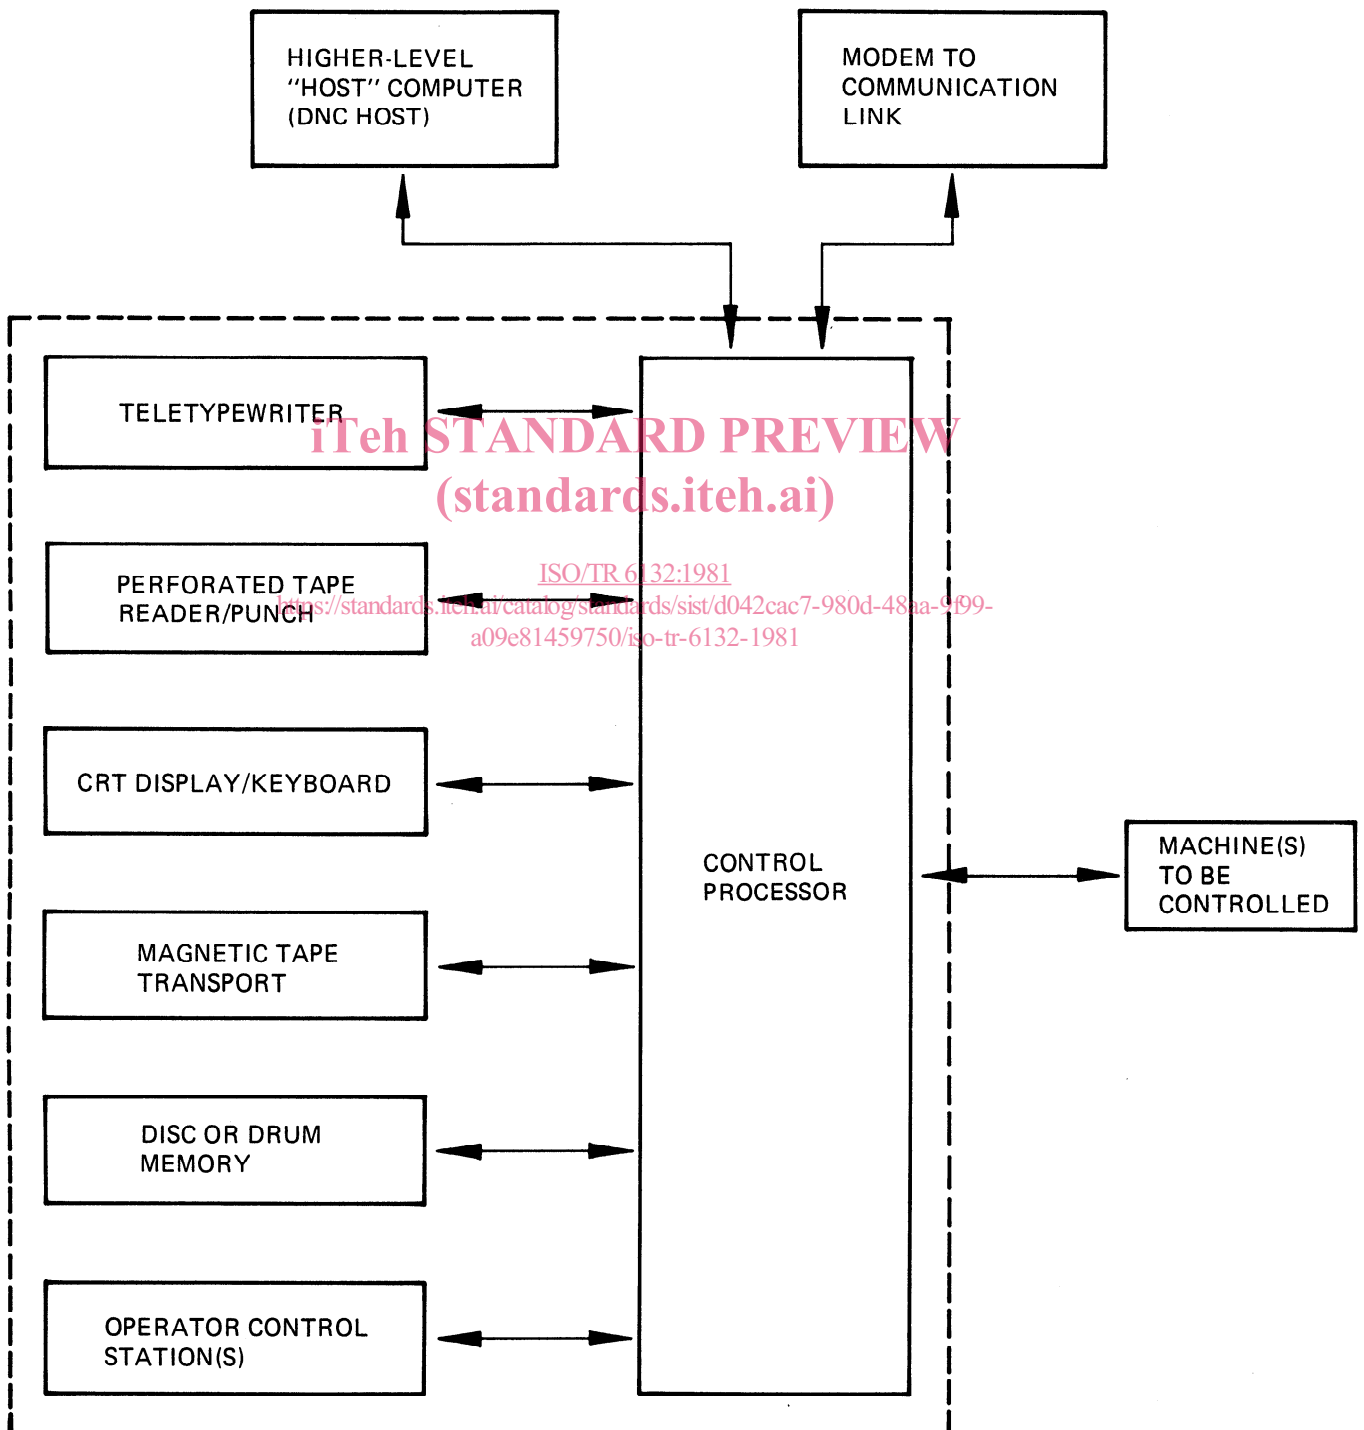 HIGHER-LEVEL
"HOST" COMPUTER
(DNC HOST)
MODEM TO
COMMUNICATION
LINK
TELETYPEWRITER
iTeh STANDARD PREVIEW
(standards.iteh.ai)
PERFORATED TAPE
READER/PUNCH
ISO/TR 6132:1981
https://standards.iteh.ai/catalog/standards/sist/d042cac7-980d-48aa-9f99-
a09e81459750/iso-tr-6132-1981
CRT DISPLAY/KEYBOARD
CONTROL
PROCESSOR
MACHINE(S)
TO BE
CONTROLLED
MAGNETIC TAPE
TRANSPORT
DISC OR DRUM
MEMORY
OPERATOR CONTROL
STATION(S)